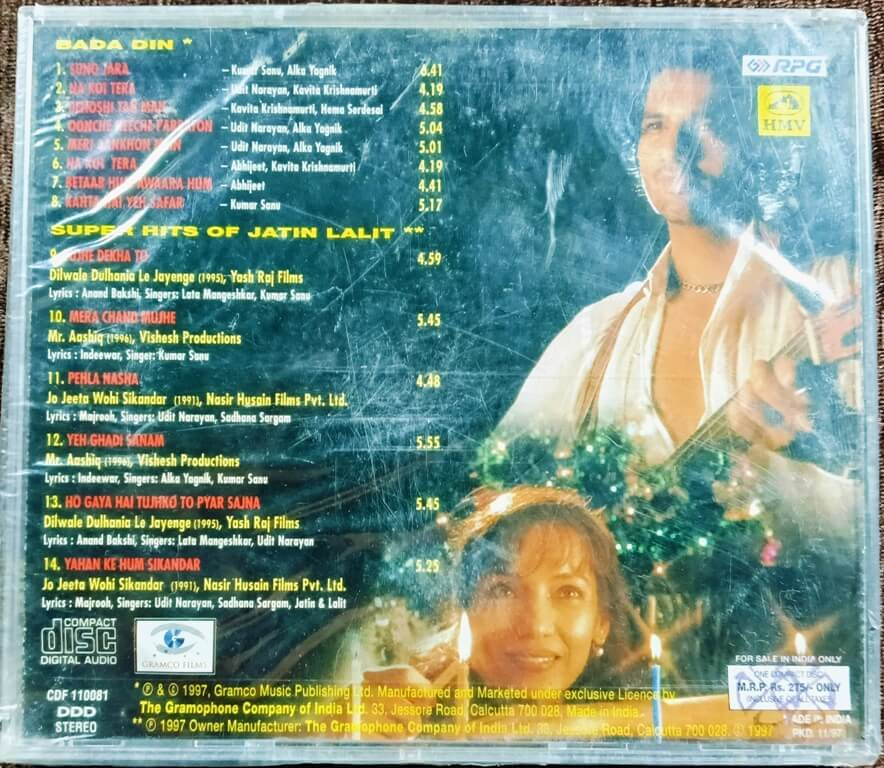 BADA DIN *
1. SUNO ZARA – Kumar Sanu, Alka Yagnik 6.41
2. NA KOI TERA – Udit Narayan, Kavita Krishnamurti 4.19
– Kavita Krishnamurti, Hema Serdesai 4.58
4. OONCHE NEECHE PARBATON – Udit Narayan, Alka Yagnik 5.04
5. MERI AANKHON MEIN – Udit Narayan, Alka Yagnik 5.01
6. NA KOI TERA – Abhijeet, Kavita Krishnamurti 4.19
7. BETAAB HUM AWAARA HUM – Abhijeet 4.41
8. KAHTA HAI YEH SAFAR – Kumar Sanu 5.17
SUPER HITS OF JATIN LALIT **
9. TUJHE DEKHA TO 4.59
Dilwale Dulhania Le Jayenge (1995), Yash Raj Films
Lyrics : Anand Bakshi, Singers: Lata Mangeshkar, Kumar Sanu
10. MERA CHAND MUJHE 5.45
Mr. Aashiq (1996), Vishesh Productions
Lyrics : Indeewar, Singer: Kumar Sanu
11. PEHLA NASHA 4.48
Jo Jeeta Wohi Sikandar (1991), Nasir Husain Films Pvt. Ltd.
Lyrics : Majrooh, Singers: Udit Narayan, Sadhana Sargam
12. YEH GHADI SANAM 5.55
Mr. Aashiq (1996), Vishesh Productions
Lyrics : Indeewar, Singers: Alka Yagnik, Kumar Sanu
13. HO GAYA HAI TUJHKO TO PYAR SAJNA 5.45
Dilwale Dulhania Le Jayenge (1995), Yash Raj Films
Lyrics : Anand Bakshi, Singers: Lata Mangeshkar, Udit Narayan
14. YAHAN KE HUM SIKANDAR 5.25
Jo Jeeta Wohi Sikandar (1991), Nasir Husain Films Pvt. Ltd.
Lyrics : Majrooh, Singers: Udit Narayan, Sadhana Sargam, Jatin & Lalit
RPG
HMV
COMPACT
disc
DIGITAL AUDIO
GRAMCO FILMS
CDF 110081
DDD
STEREO
* ℗ & © 1997, Gramco Music Publishing Ltd. Manufactured and Marketed under exclusive Licence by
The Gramophone Company of India Ltd. 33, Jessore Road, Calcutta 700 028, Made in India.
** ℗ 1997 Owner Manufacturer: The Gramophone Company of India Ltd. Jessore Road, Calcutta 700 028. © 1997
FOR SALE IN INDIA ONLY
ONE COMPACT DISC
M.R.P. Rs. 275/- ONLY
INCLUSIVE OF ALL TAXES
MADE IN INDIA
PKD. 11/97